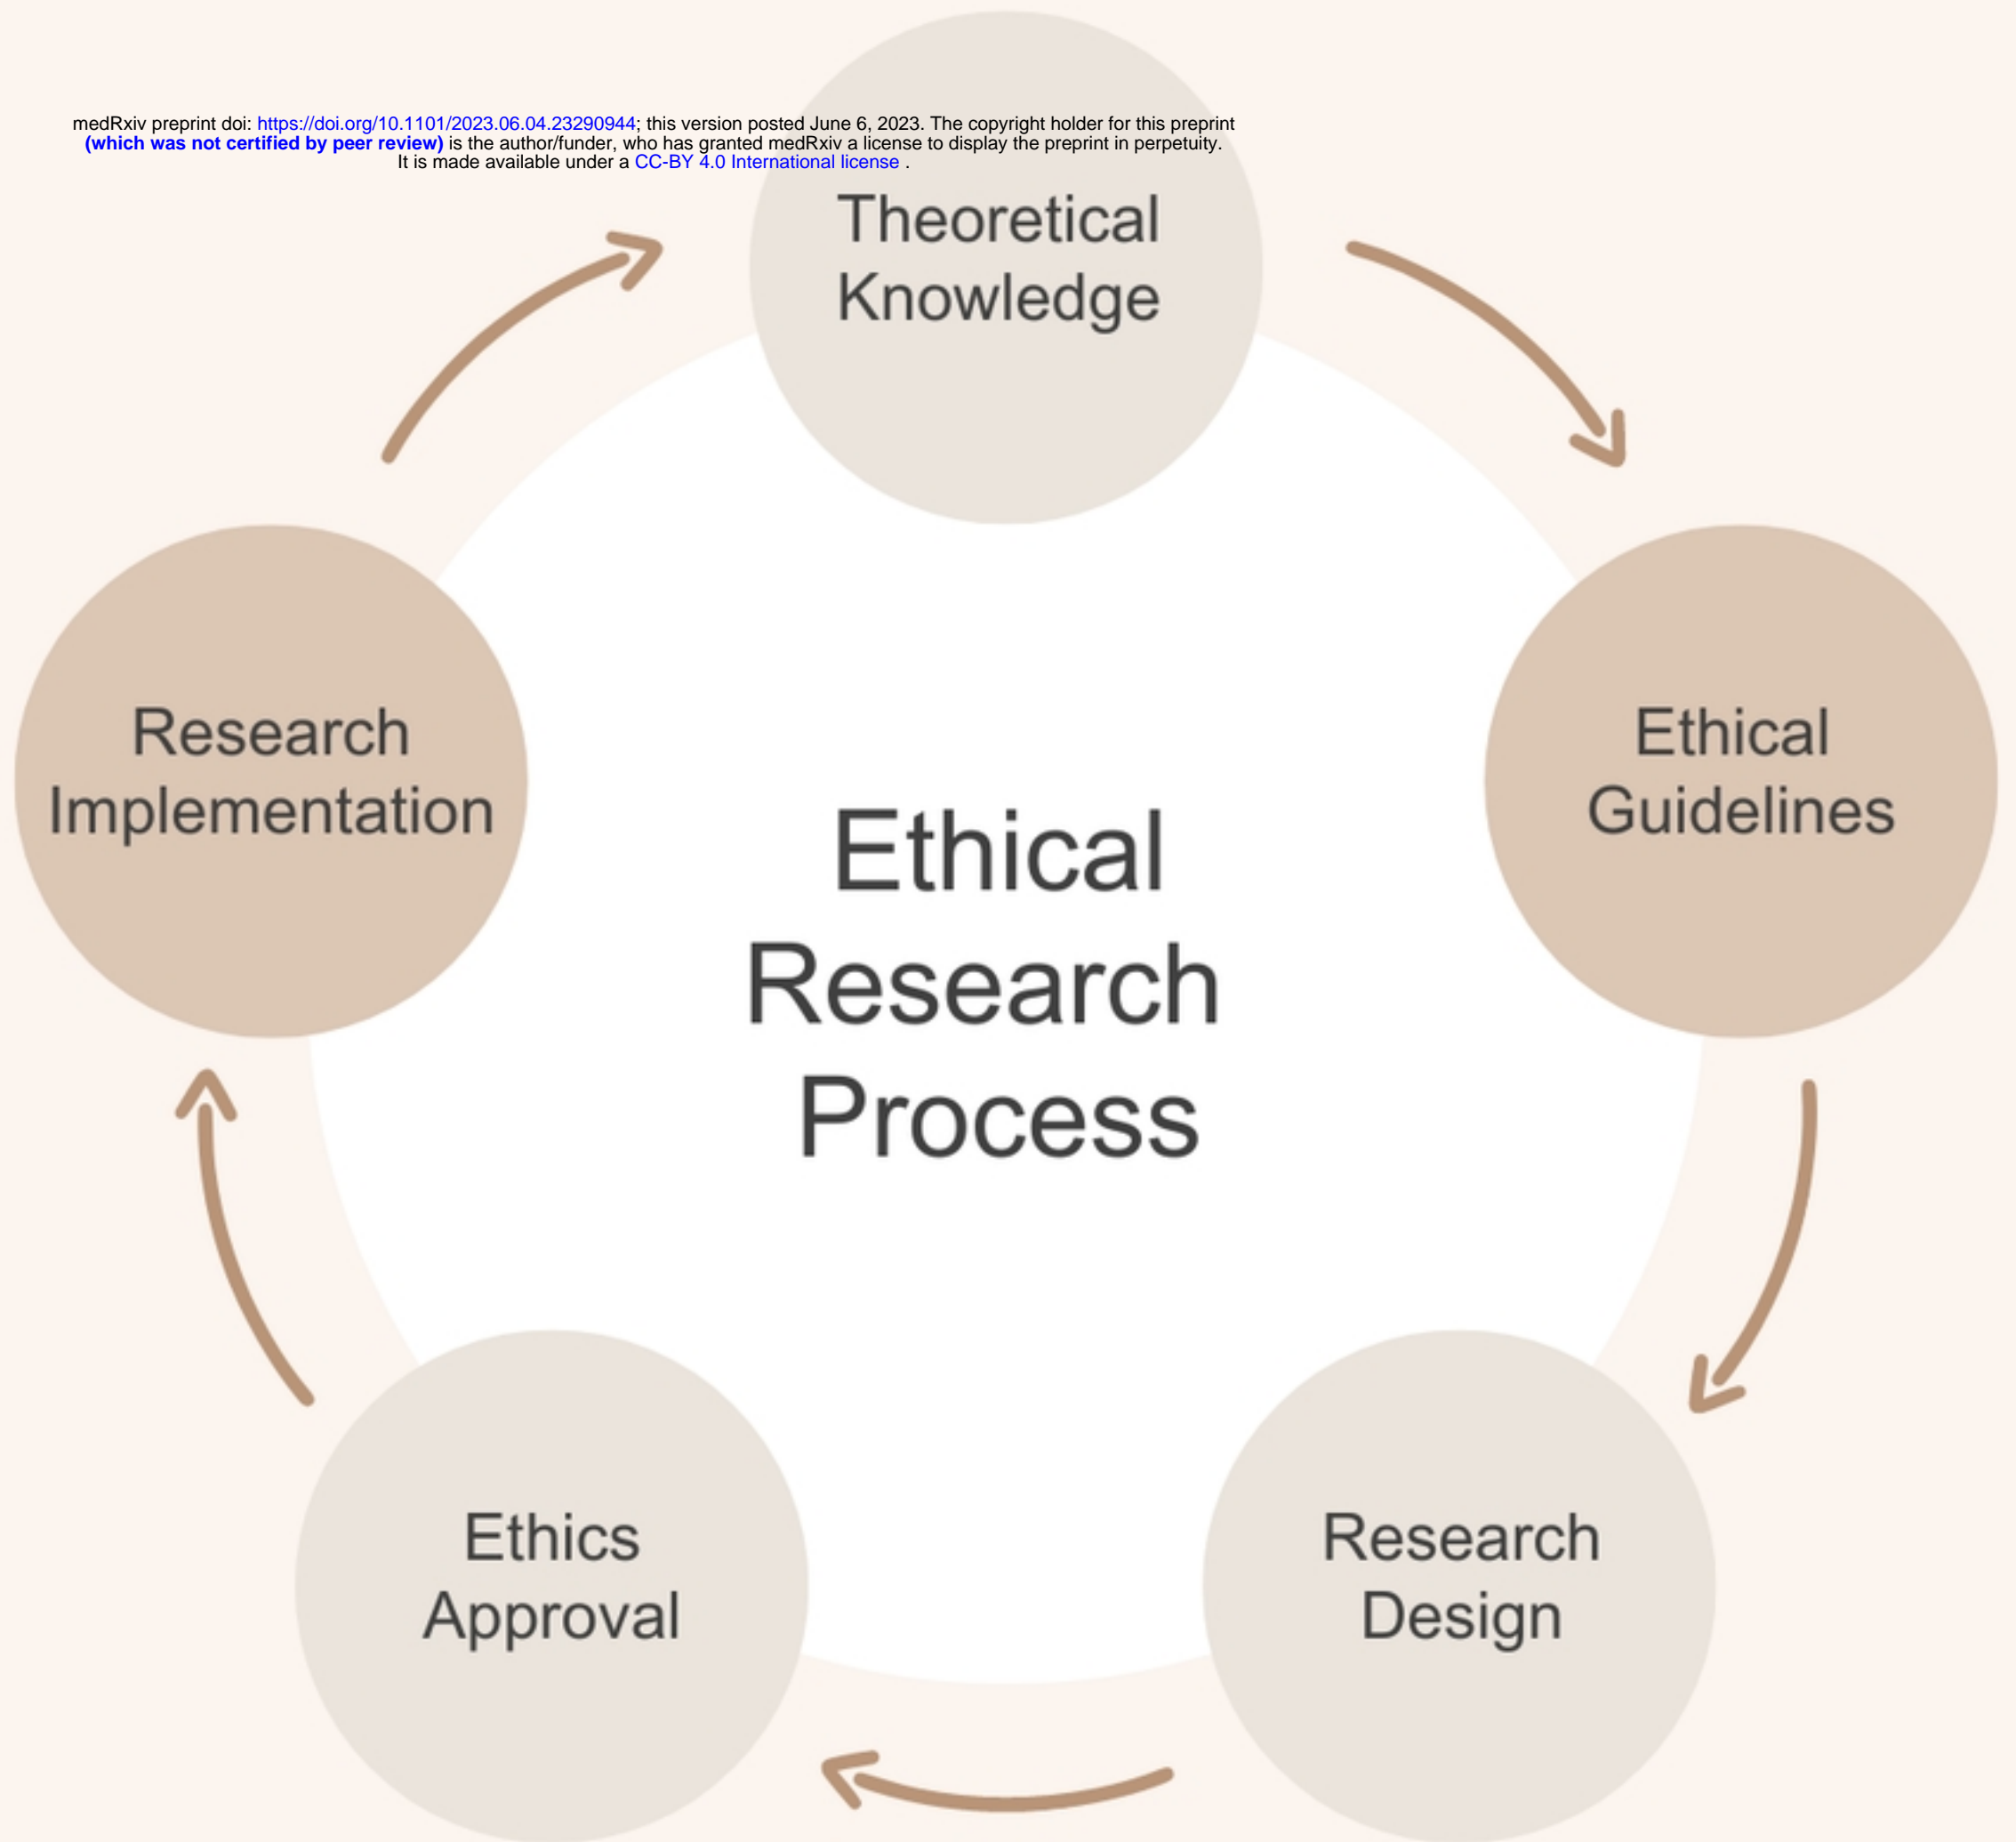 medRxiv preprint doi: https://doi.org/10.1101/2023.06.04.23290944; this version posted June 6, 2023. The copyright holder for this preprint
(which was not certified by peer review) is the author/funder, who has granted medRxiv a license to display the preprint in perpetuity.
It is made available under a CC-BY 4.0 International license .
Theoretical
Knowledge
Ethical
Guidelines
Research
Design
Ethics
Approval
Research
Implementation
Ethical
Research
Process